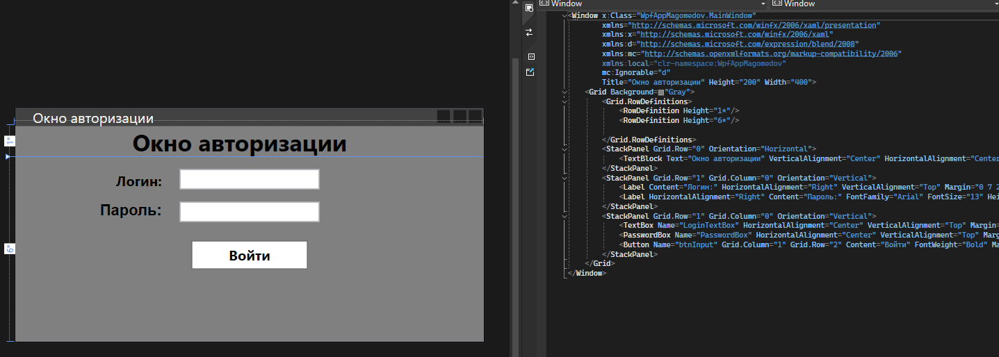 Окно авторизации
Окно авторизации
1*
Логин:
Пароль:
6*
Войти
Window
Window
<Window x:Class="WpfAppMagomedov.MainWindow"
xmlns="http://schemas.microsoft.com/winfx/2006/xaml/presentation"
xmlns:x="http://schemas.microsoft.com/winfx/2006/xaml"
xmlns:d="http://schemas.microsoft.com/expression/blend/2008"
xmlns:mc="http://schemas.openxmlformats.org/markup-compatibility/2006"
xmlns:local="clr-namespace:WpfAppMagomedov"
mc:Ignorable="d"
Title="Окно авторизации" Height="200" Width="400">
<Grid Background="Gray">
<Grid.RowDefinitions>
<RowDefinition Height="1*"/>
<RowDefinition Height="6*"/>
</Grid.RowDefinitions>
<StackPanel Grid.Row="0" Orientation="Horizontal">
<TextBlock Text="Окно авторизации" VerticalAlignment="Center" HorizontalAlignment="Center
</StackPanel>
<StackPanel Grid.Row="1" Grid.Column="0" Orientation="Vertical">
<Label Content="Логин:" HorizontalAlignment="Right" VerticalAlignment="Top" Margin="0 7 2
<Label HorizontalAlignment="Right" Content="Пароль:" FontFamily="Arial" FontSize="13" Hei
</StackPanel>
<StackPanel Grid.Row="1" Grid.Column="0" Orientation="Vertical">
<TextBox Name="LoginTextBox" HorizontalAlignment="Center" VerticalAlignment="Top" Margin=
<PasswordBox Name="PasswordBox" HorizontalAlignment="Center" VerticalAlignment="Top" Marg
<Button Name="btnInput" Grid.Column="1" Grid.Row="2" Content="Войти" FontWeight="Bold" Ma
</StackPanel>
</Grid>
</Window>